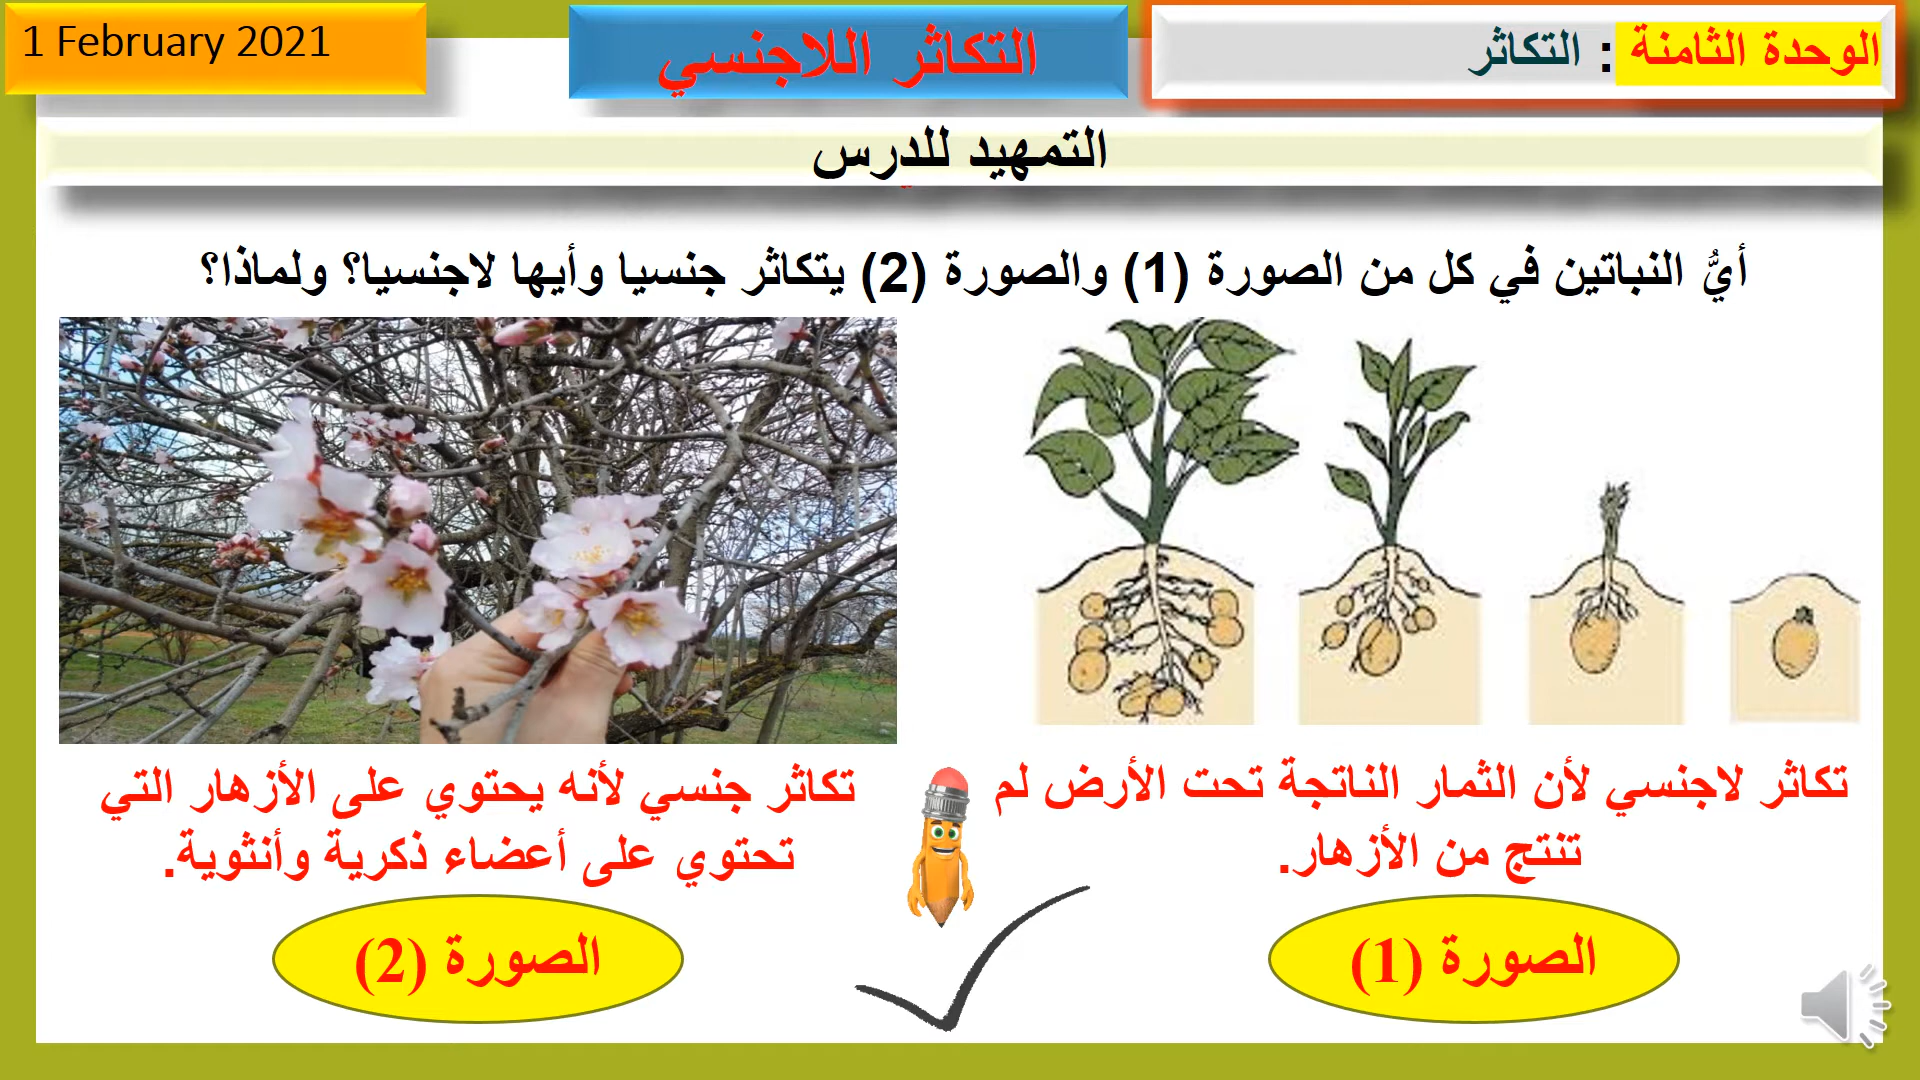 الوحدة الثامنة : التكاثر
التكاثر اللاجنسي
1 February 2021
التمهيد للدرس
أيُّ النباتين في كل من الصورة (1) والصورة (2) يتكاثر جنسيا وأيها لاجنسيا؟ ولماذا؟
تكاثر لاجنسي لأن الثمار الناتجة تحت الأرض لم
تنتج من الأزهار.
الصورة (1)
تكاثر جنسي لأنه يحتوي على الأزهار التي
تحتوي على أعضاء ذكرية وأنثوية.
الصورة (2)